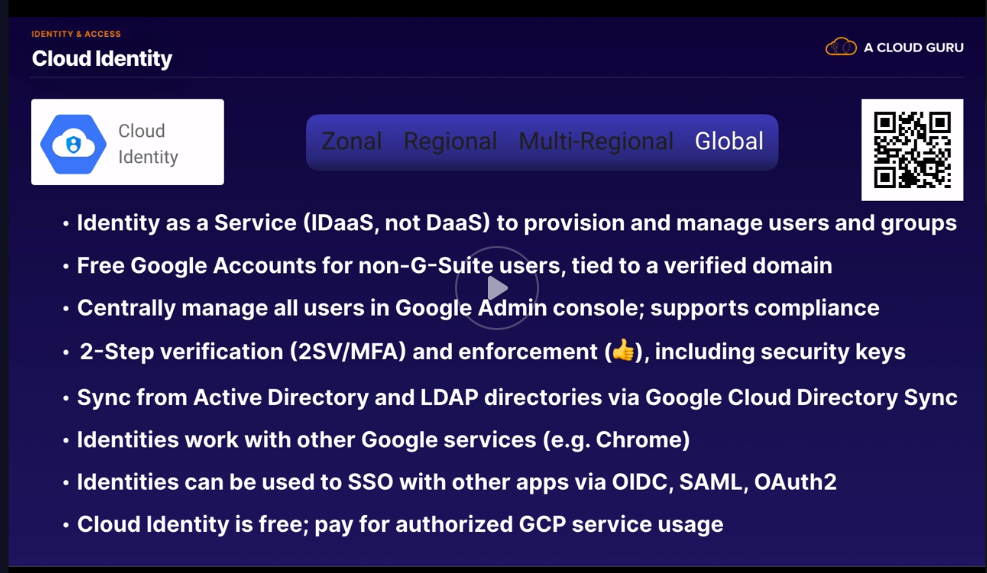 IDENTITY & ACCESS
Cloud Identity
A CLOUD GURU
Cloud
Identity
Zonal Regional Multi-Regional Global
• Identity as a Service (IDaaS, not DaaS) to provision and manage users and groups
• Free Google Accounts for non-G-Suite users, tied to a verified domain
• Centrally manage all users in Google Admin console; supports compliance
• 2-Step verification (2SV/MFA) and enforcement (👍), including security keys
• Sync from Active Directory and LDAP directories via Google Cloud Directory Sync
• Identities work with other Google services (e.g. Chrome)
• Identities can be used to SSO with other apps via OIDC, SAML, OAuth2
• Cloud Identity is free; pay for authorized GCP service usage